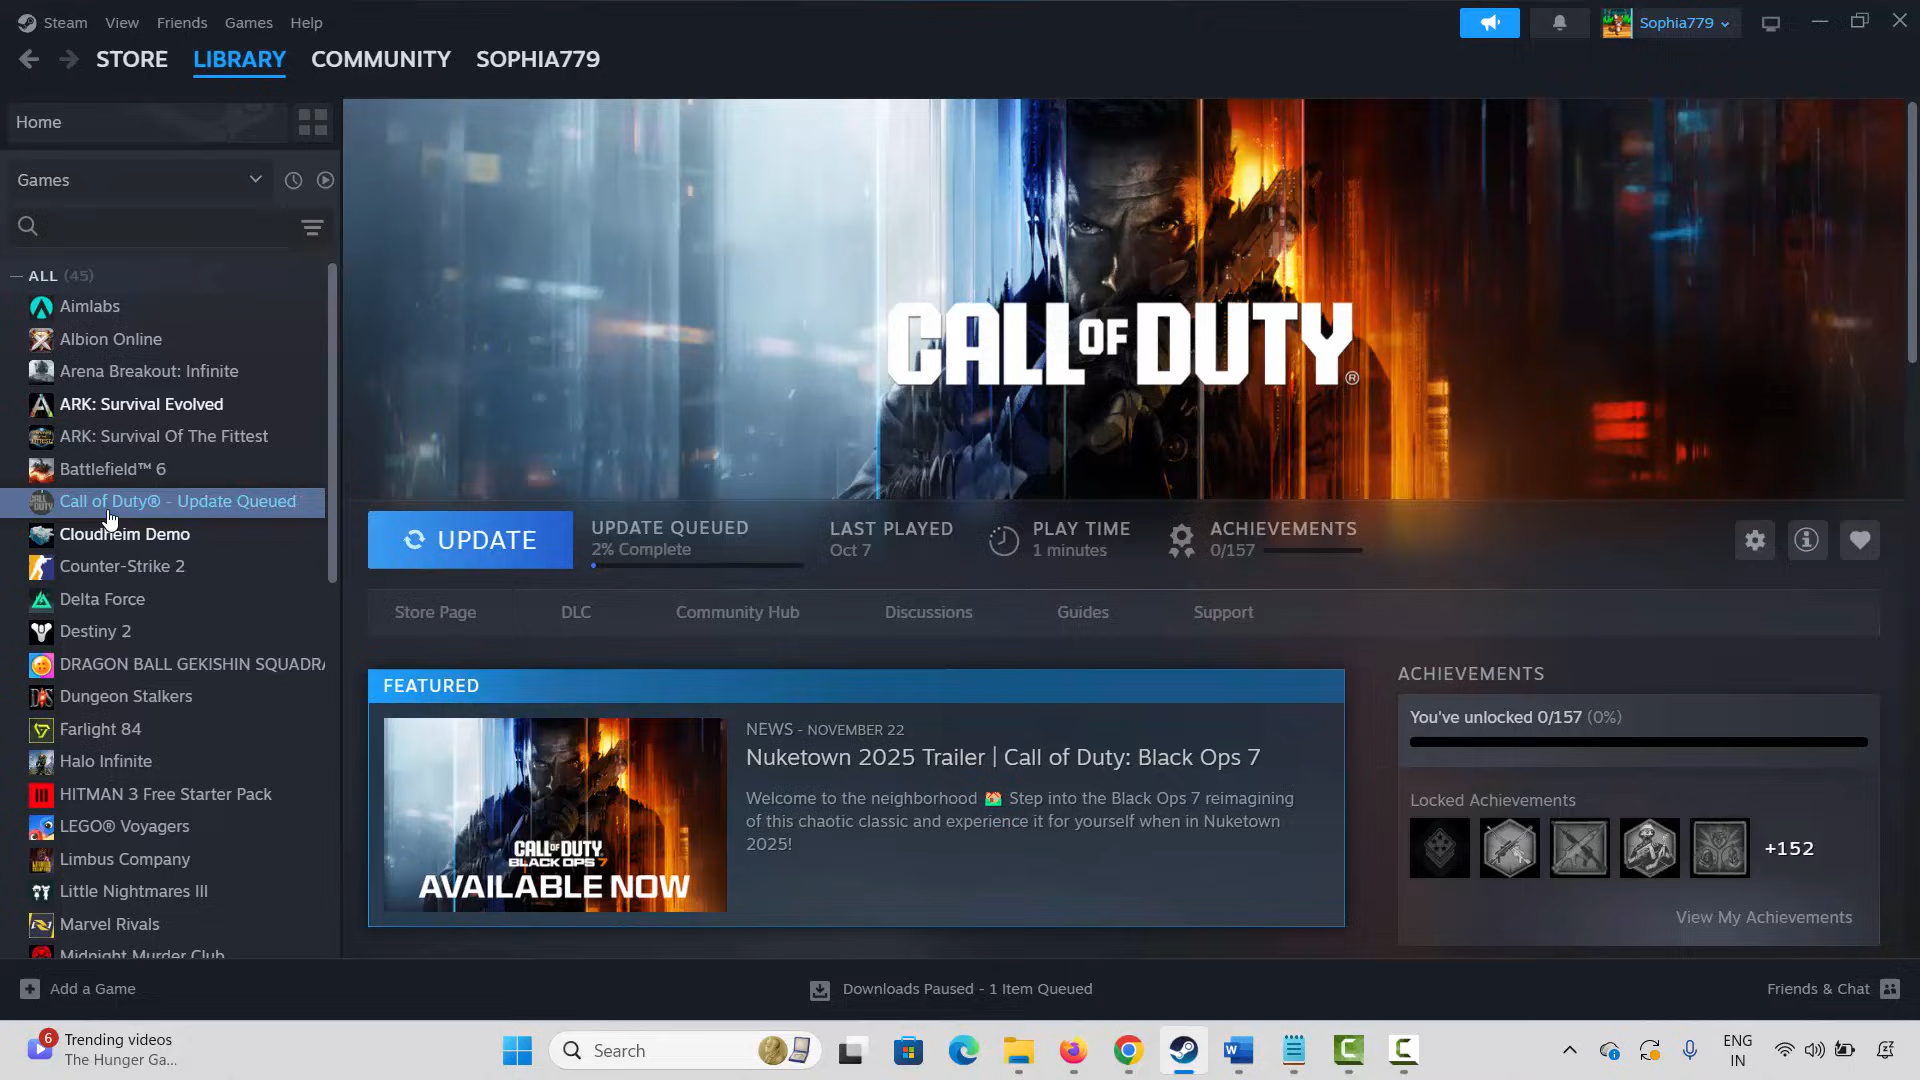 Steam View Friends Games Help
Sophia779
STORE LIBRARY COMMUNITY SOPHIA779
Home
Games
ALL (45)
Aimlabs
Albion Online
Arena Breakout: Infinite
ARK: Survival Evolved
ARK: Survival Of The Fittest
Battlefield™ 6
Call of Duty® - Update Queued
Cloudheim Demo
Counter-Strike 2
Delta Force
Destiny 2
DRAGON BALL GEKISHIN SQUADRA
Dungeon Stalkers
Farlight 84
Halo Infinite
HITMAN 3 Free Starter Pack
LEGO® Voyagers
Limbus Company
Little Nightmares III
Marvel Rivals
Midnight Murder Club
CALL OF DUTY®
UPDATE
UPDATE QUEUED
2% Complete
LAST PLAYED
Oct 7
PLAY TIME
1 minutes
ACHIEVEMENTS
0/157
Store Page DLC Community Hub Discussions Guides Support
FEATURED
CALL OF DUTY
BLACK OPS 7
AVAILABLE NOW
NEWS - NOVEMBER 22
Nuketown 2025 Trailer | Call of Duty: Black Ops 7
Welcome to the neighborhood 🏘️ Step into the Black Ops 7 reimagining
of this chaotic classic and experience it for yourself when in Nuketown
2025!
ACHIEVEMENTS
You've unlocked 0/157 (0%)
Locked Achievements
+152
View My Achievements
Add a Game
Downloads Paused - 1 Item Queued
Friends & Chat
6
Trending videos
The Hunger Ga...
Search
ENG
IN